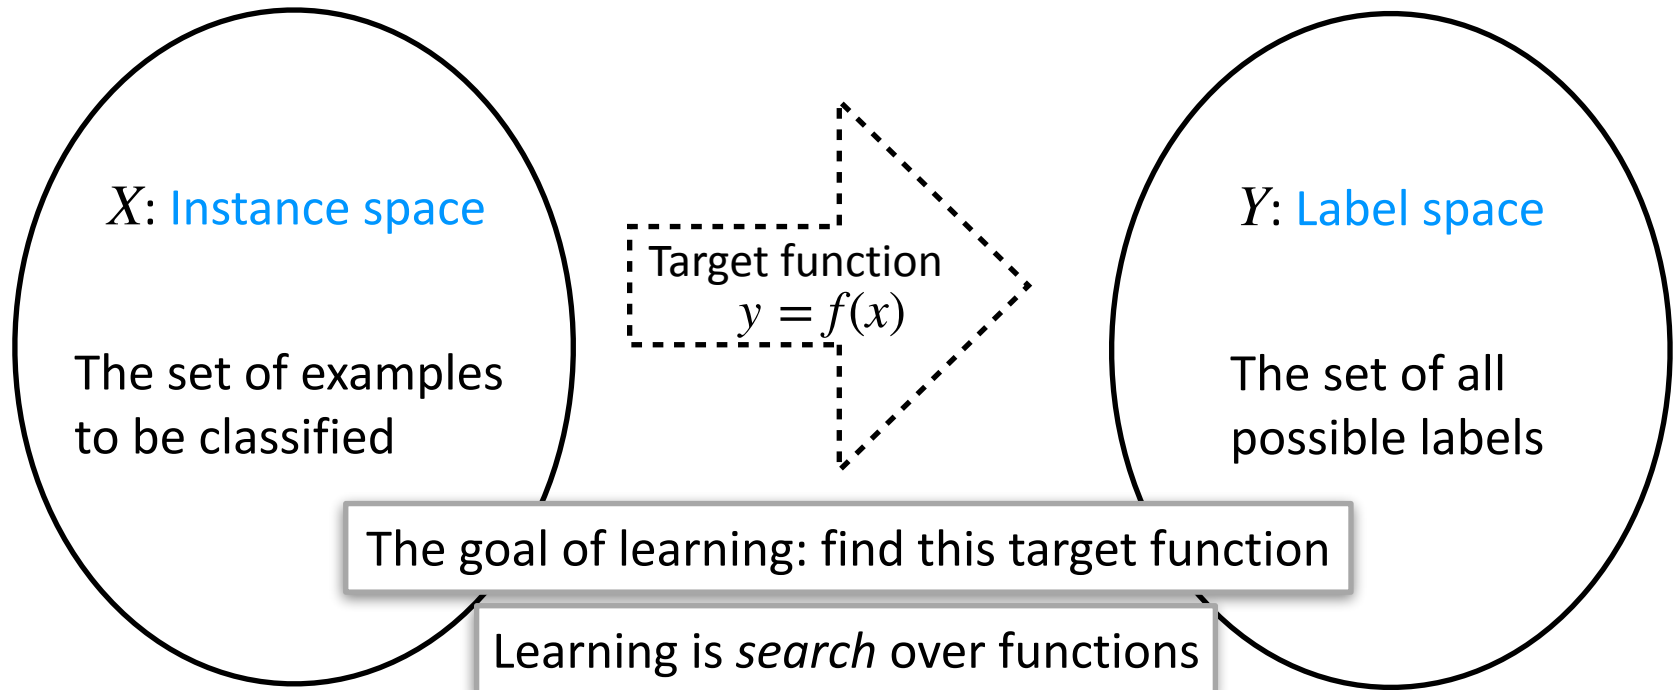 X: Instance space
The set of examples
to be classified
Target function
y = f(x)
Y: Label space
The set of all
possible labels
The goal of learning: find this target function
Learning is search over functions